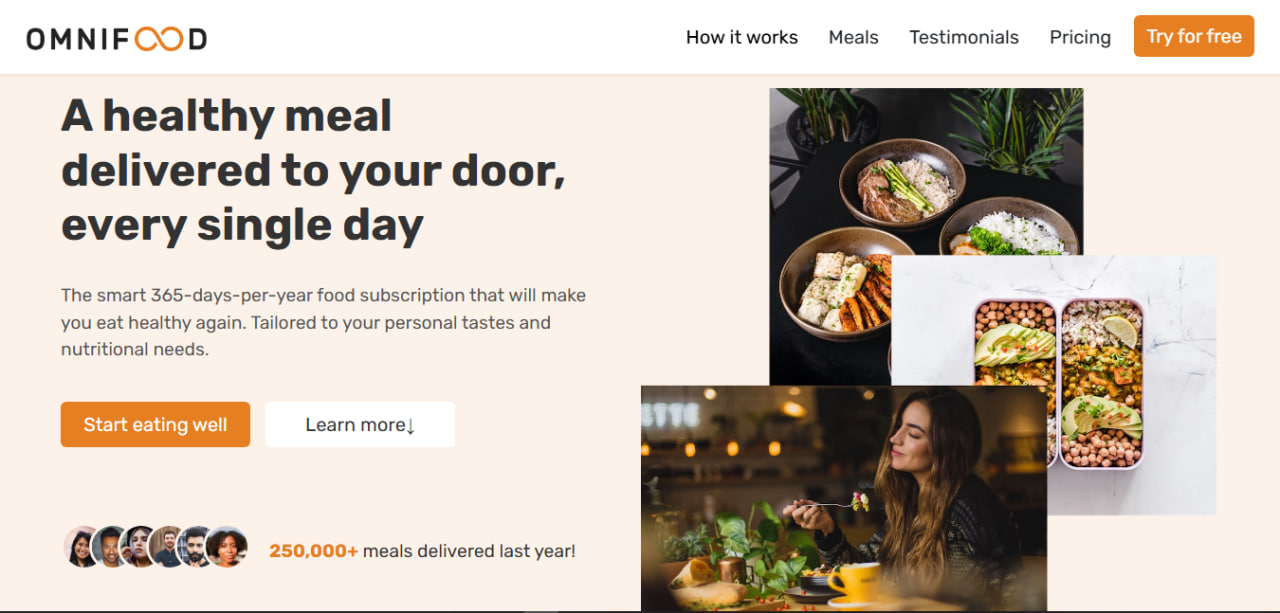 OMNIFOOD
How it works
Meals
Testimonials
Pricing
Try for free
A healthy meal
delivered to your door,
every single day
The smart 365-days-per-year food subscription that will make
you eat healthy again. Tailored to your personal tastes and
nutritional needs.
Start eating well
Learn more↓
250,000+ meals delivered last year!